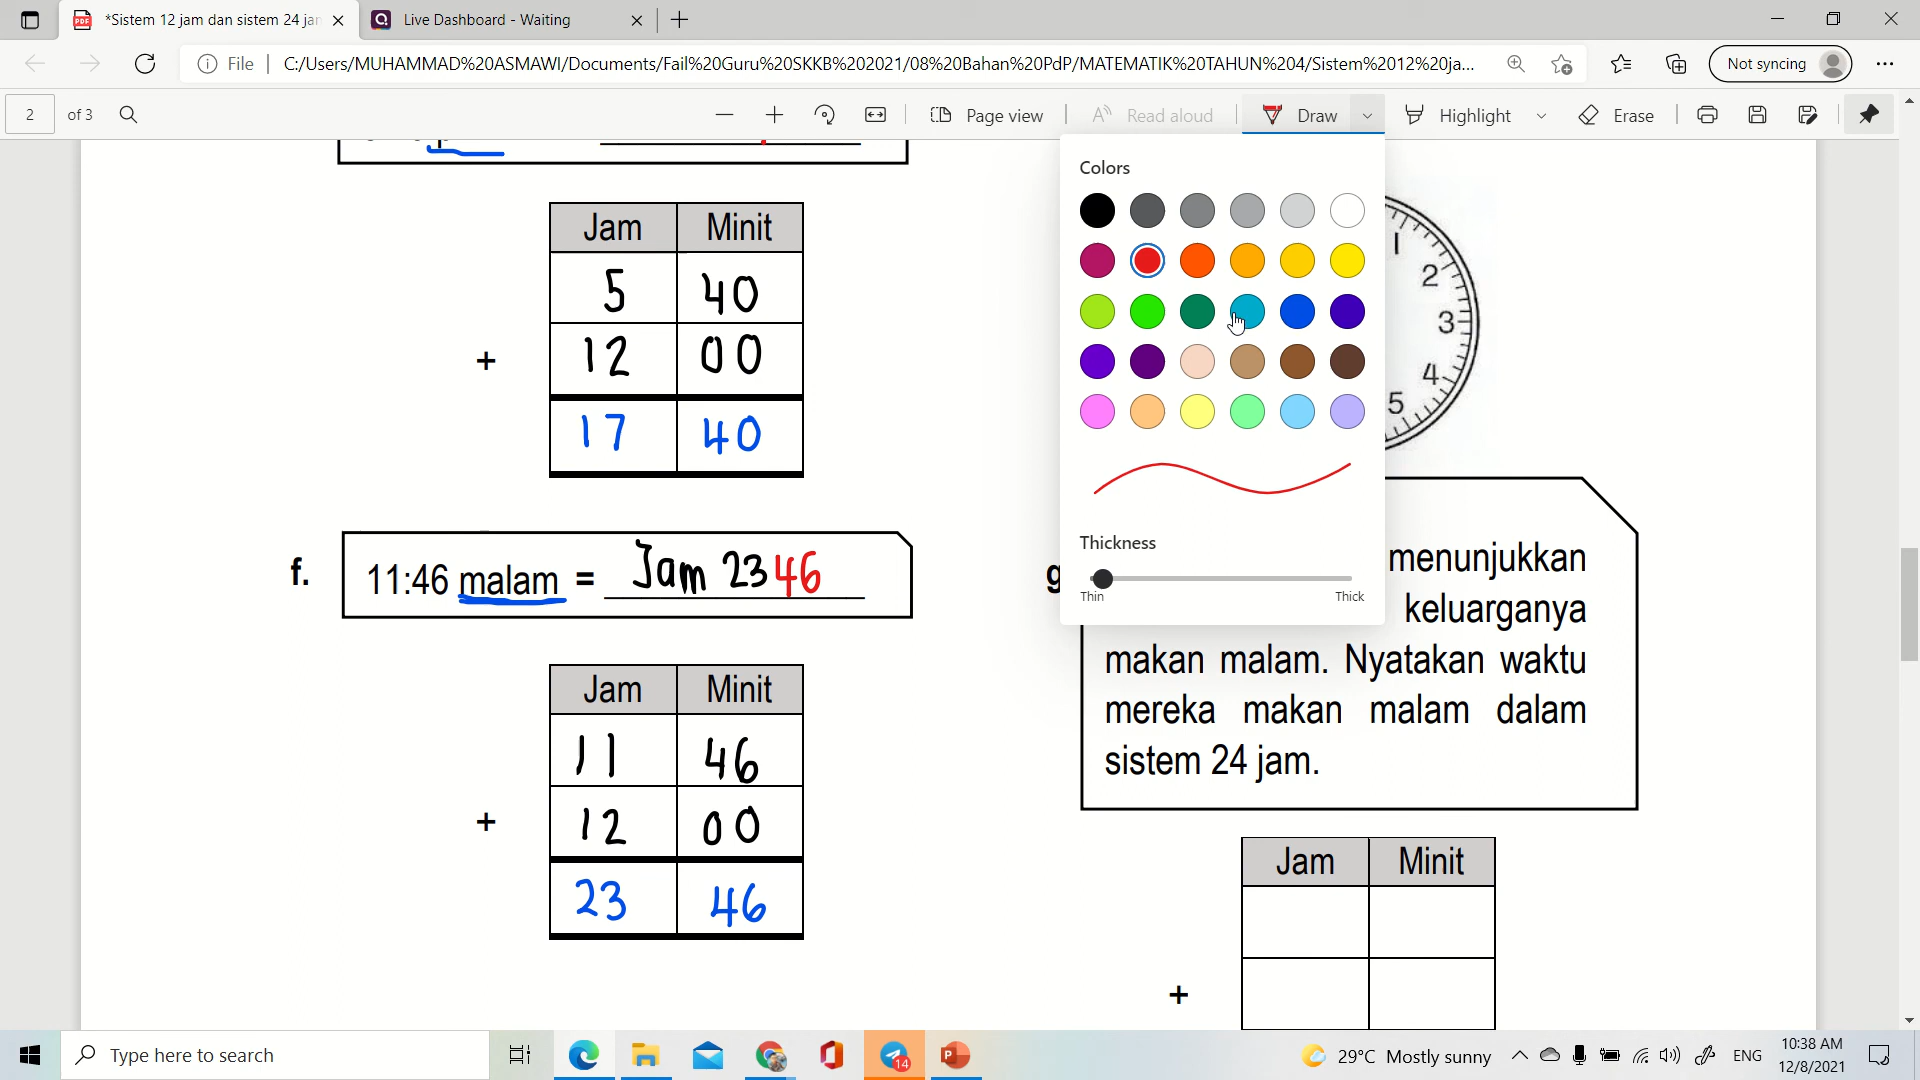 *Sistem 12 jam dan sistem 24 jar
Live Dashboard - Waiting
File
C:/Users/MUHAMMAD%20ASMAWI/Documents/Fail%20Guru%20SKKB%202021/08%20Bahan%20PdP/MATEMATIK%20TAHUN%204/Sistem%2012%20ja...
Not syncing
2 of 3
Page view
Read aloud
Draw
Highlight
Erase
Colors
Thickness
Thin Thick
Jam Minit
5 40
+ 12 00
17 40
f. 11:46 malam = Jam 2346
Jam Minit
11 46
+ 12 00
23 46
1
2
3
4
5
g
menunjukkan
keluarganya
makan malam. Nyatakan waktu
mereka makan malam dalam
sistem 24 jam.
Jam Minit
+
Type here to search
14
29°C Mostly sunny
ENG
10:38 AM
12/8/2021